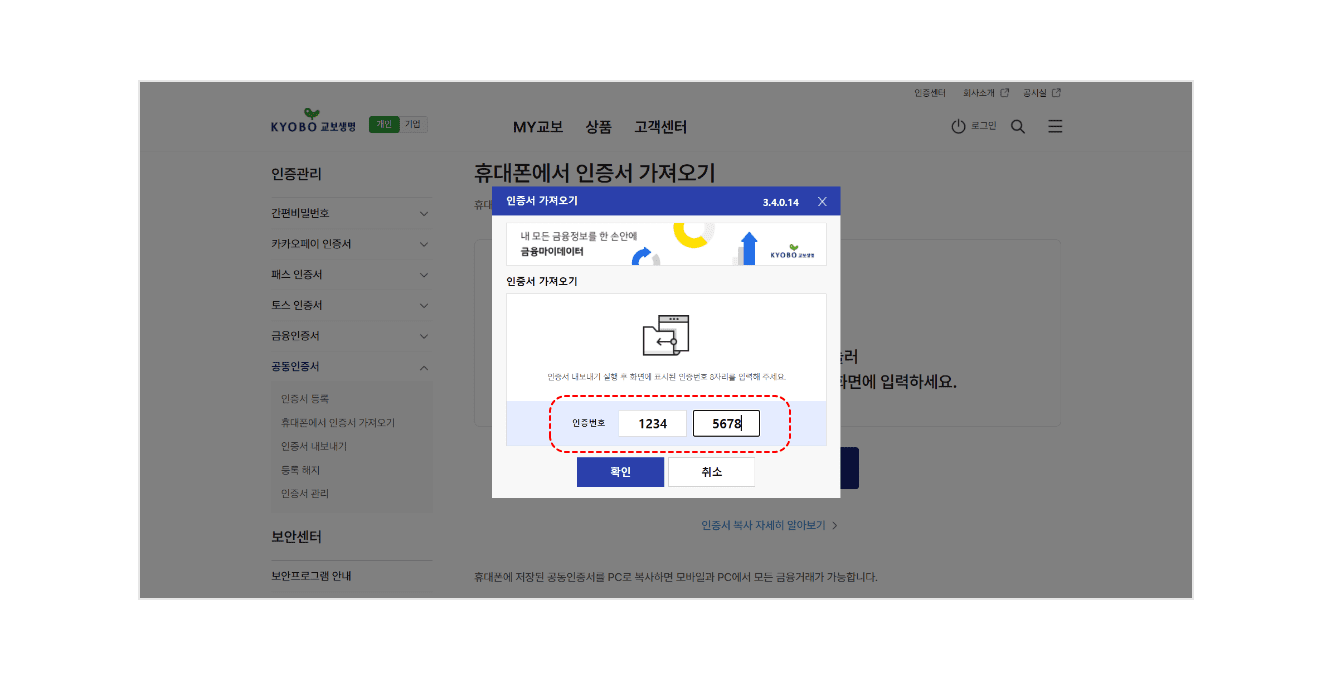 인증센터 회사소개 공시실
KYOBO 교보생명 개인 기업 MY교보 상품 고객센터 로그인
인증관리
간편비밀번호
카카오페이 인증서
패스 인증서
토스 인증서
금융인증서
공동인증서
인증서 등록
휴대폰에서 인증서 가져오기
인증서 내보내기
등록 해지
인증서 관리
보안센터
보안프로그램 안내
휴대폰에서 인증서 가져오기
휴대
인증서 가져오기 3.4.0.14
내 모든 금융정보를 한 손안에
금융마이데이터
KYOBO 교보생명
인증서 가져오기
인증서 내보내기 실행 후 화면에 표시된 인증번호 8자리를 입력해 주세요.
인증번호 1234 5678
확인 취소
화면에 입력하세요.
인증서 복사 자세히 알아보기
휴대폰에 저장된 공동인증서를 PC로 복사하면 모바일과 PC에서 모든 금융거래가 가능합니다.